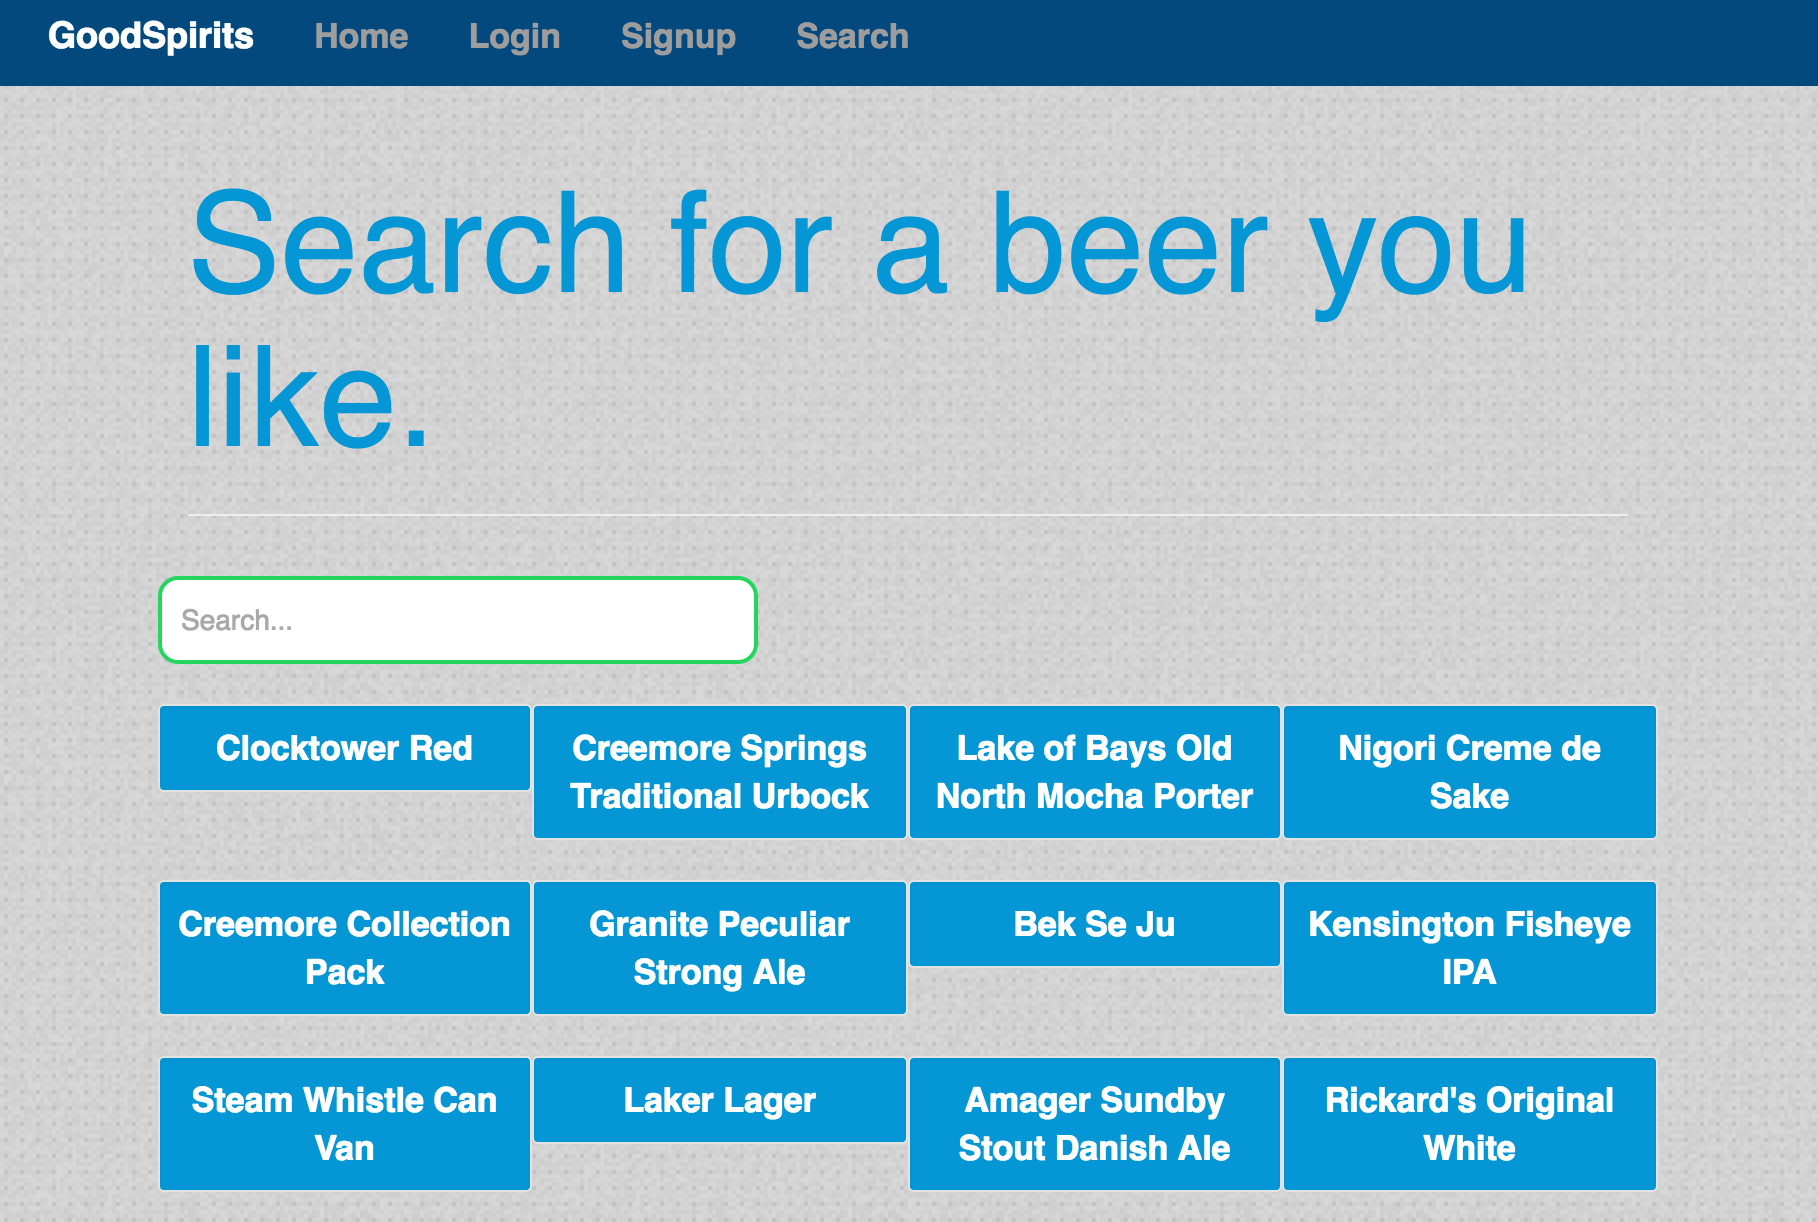 GoodSpirits Home Login Signup Search
Search for a beer you
like.
Search...
Clocktower Red
Creemore Springs
Traditional Urbock
Lake of Bays Old
North Mocha Porter
Nigori Creme de
Sake
Creemore Collection
Pack
Granite Peculiar
Strong Ale
Bek Se Ju
Kensington Fisheye
IPA
Steam Whistle Can
Van
Laker Lager
Amager Sundby
Stout Danish Ale
Rickard's Original
White